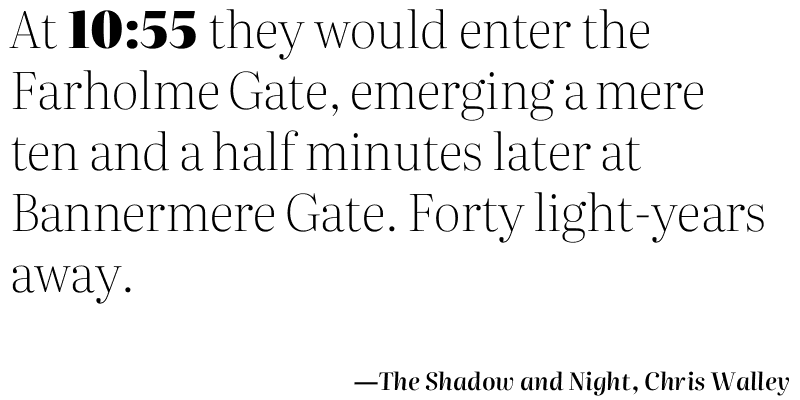 At 10:55 they would enter the
Farholme Gate, emerging a mere
ten and a half minutes later at
Bannermere Gate. Forty light-years
away.
—The Shadow and Night, Chris Walley